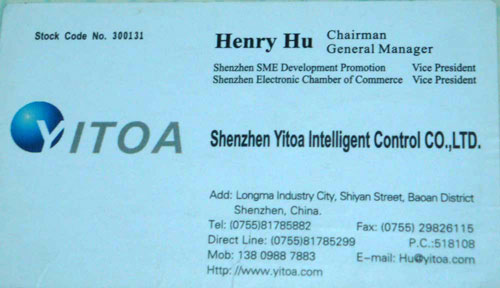 Stock Code No. 300131
Henry Hu Chairman
General Manager
Shenzhen SME Development Promotion Vice President
Shenzhen Electronic Chamber of Commerce Vice President
YITOA
Shenzhen Yitoa Intelligent Control CO.,LTD.
Add: Longma Industry City, Shiyan Street, Baoan District
Shenzhen, China.
Tel: (0755)81785882 Fax: (0755) 29826115
Direct Line: (0755)81785299 P.C.:518108
Mob: 138 0988 7883 E-mail: Hu@yitoa.com
Http://www.yitoa.com